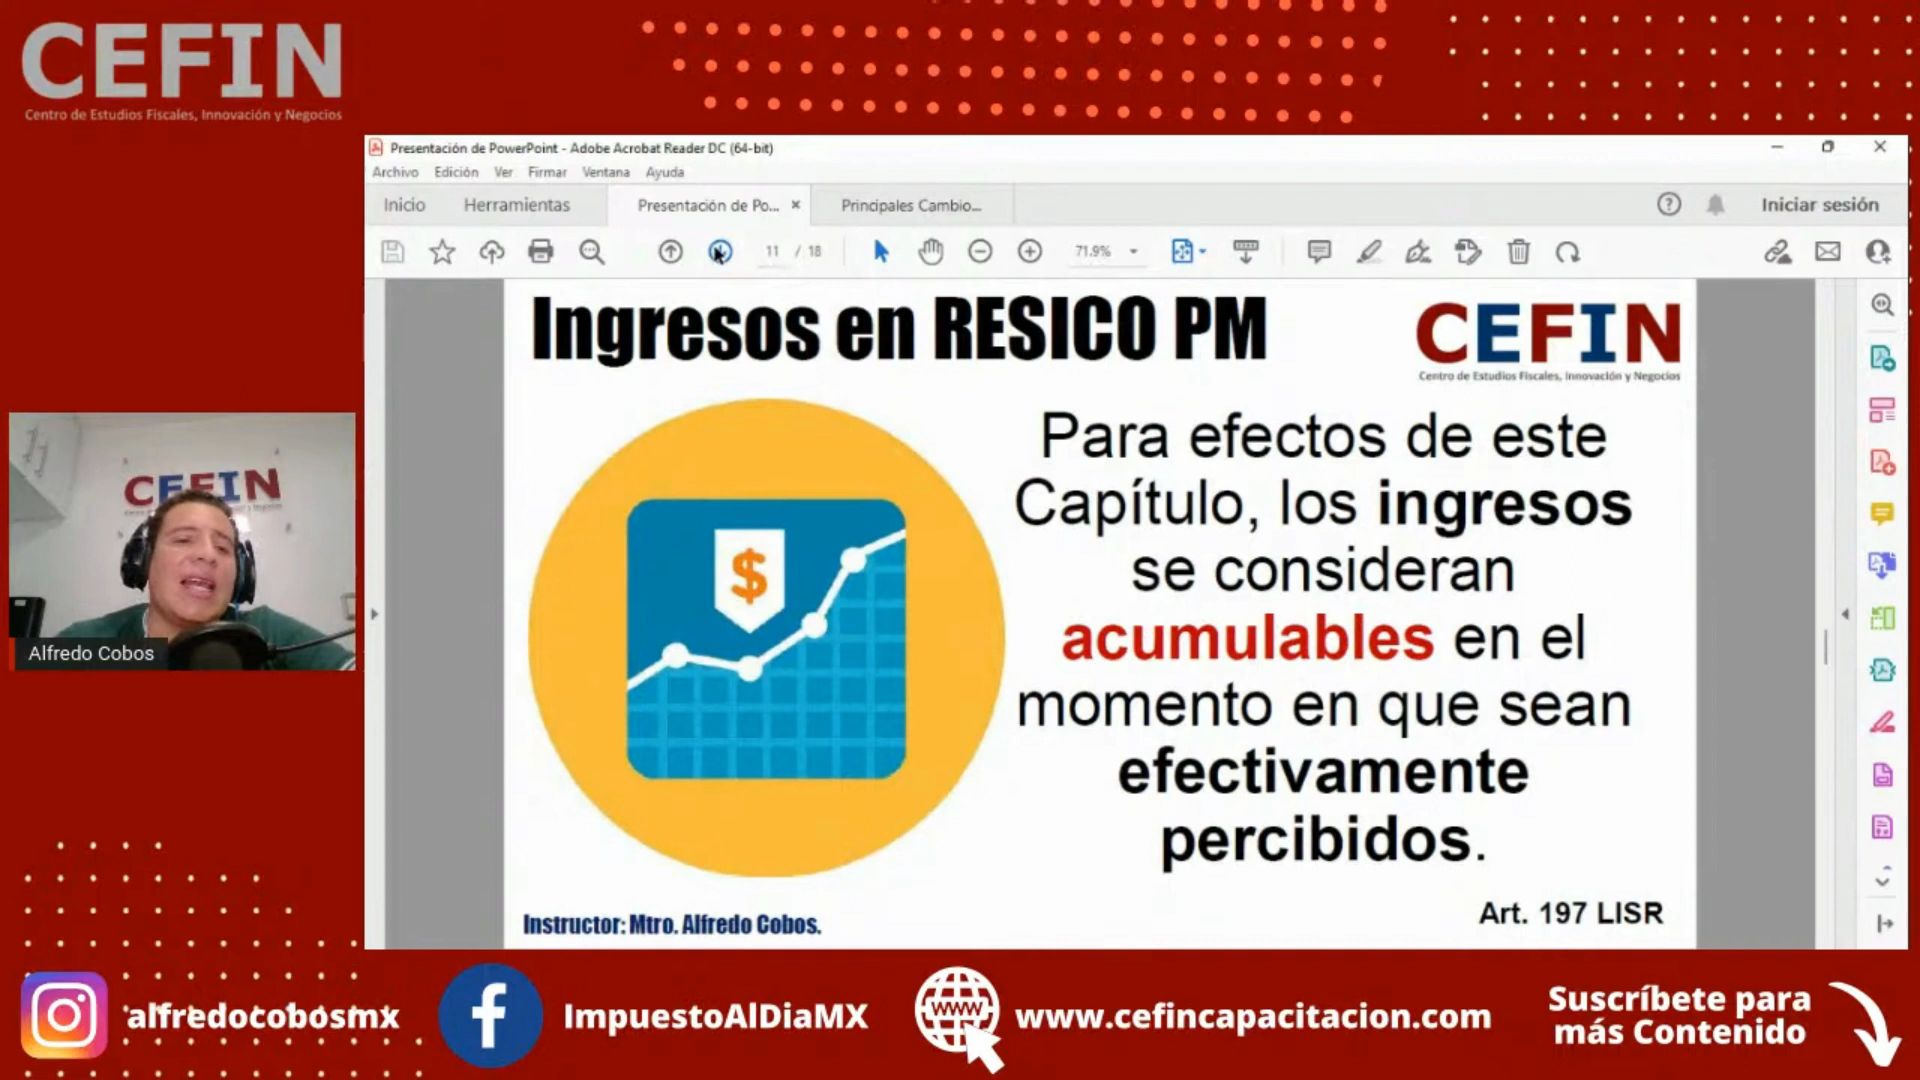 CEFIN
Centro de Estudios Fiscales, Innovación y Negocios
Presentación de PowerPoint - Adobe Acrobat Reader DC (64-bit)
Archivo Edición Ver Firmar Ventana Ayuda
Inicio Herramientas Presentación de Po... Principales Cambio... Iniciar sesión
11 / 18 71.9%
Ingresos en RESICO PM
CEFIN
Centro de Estudios Fiscales, Innovación y Negocios
Para efectos de este
Capítulo, los ingresos
se consideran
acumulables en el
momento en que sean
efectivamente
percibidos.
$
Art. 197 LISR
Instructor: Mtro. Alfredo Cobos.
CEFIN
Alfredo Cobos
alfredocobosmx
ImpuestoAlDiaMX
WWW
www.cefincapacitacion.com
Suscríbete para
más Contenido